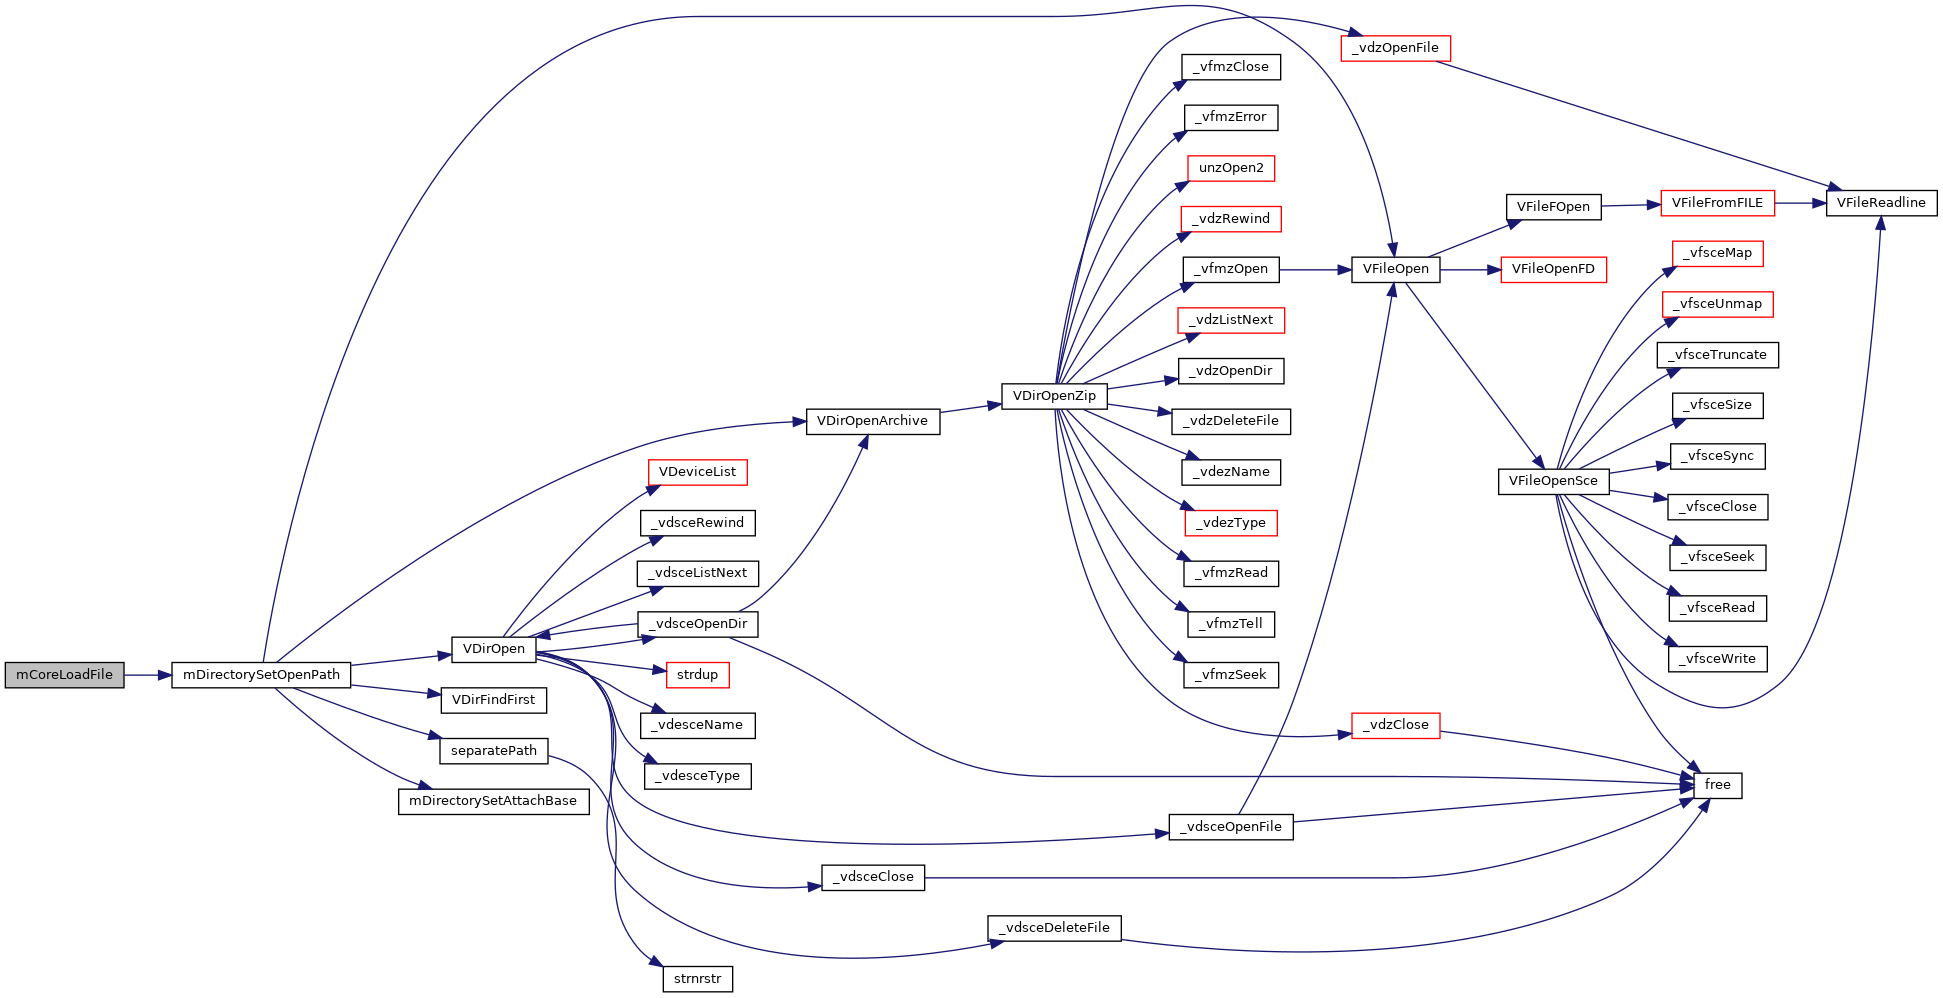 mCoreLoadFile
mDirectorySetOpenPath
VDirOpen
VDirFindFirst
separatePath
mDirectorySetAttachBase
VDeviceList
_vdsceRewind
_vdsceListNext
_vdsceOpenDir
strdup
_vdesceName
_vdesceType
strnrstr
VDirOpenArchive
_vdsceClose
VDirOpenZip
_vdsceDeleteFile
_vfmzClose
_vfmzError
unzOpen2
_vdzRewind
_vfmzOpen
_vdzListNext
_vdzOpenDir
_vdzDeleteFile
_vdezName
_vdezType
_vfmzRead
_vfmzTell
_vfmzSeek
_vdsceOpenFile
_vdzOpenFile
VFileOpen
_vdzClose
VFileFOpen
VFileOpenFD
VFileOpenSce
VFileFromFILE
_vfsceMap
_vfsceUnmap
_vfsceTruncate
_vfsceSize
_vfsceSync
_vfsceClose
_vfsceSeek
_vfsceRead
_vfsceWrite
free
VFileReadline